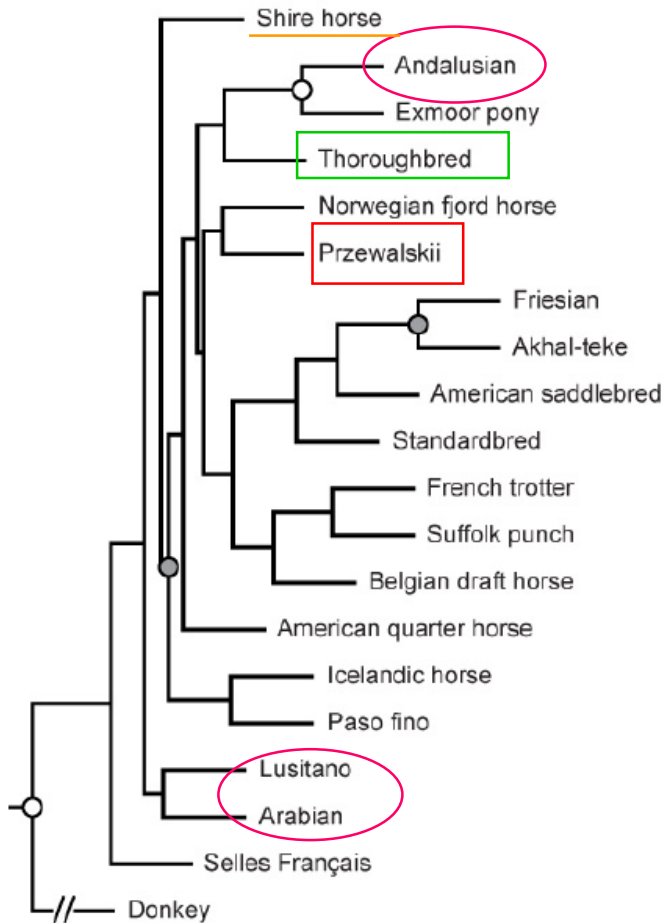 Shire horse
Andalusian
Exmoor pony
Thoroughbred
Norwegian fjord horse
Przewalskii
Friesian
Akhal-teke
American saddlebred
Standardbred
French trotter
Suffolk punch
Belgian draft horse
American quarter horse
Icelandic horse
Paso fino
Lusitano
Arabian
Selles Français
Donkey